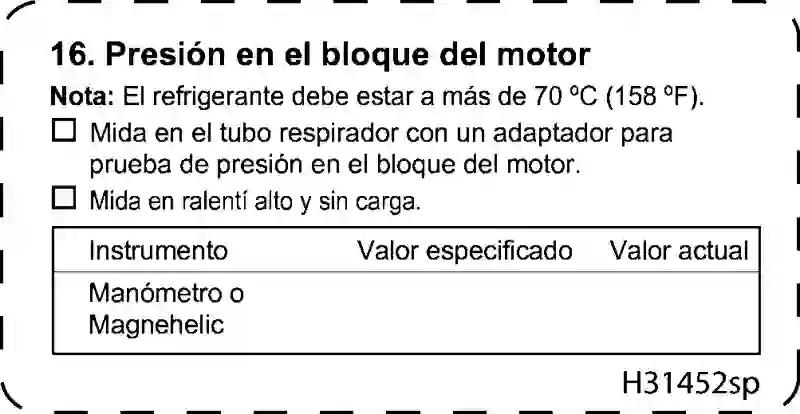 16. Presión en el bloque del motor
Nota: El refrigerante debe estar a más de 70 ºC (158 ºF).
Mida en el tubo respirador con un adaptador para
prueba de presión en el bloque del motor.
Mida en ralentí alto y sin carga.
Instrumento Valor especificado Valor actual
Manómetro o
Magnehelic
H31452sp